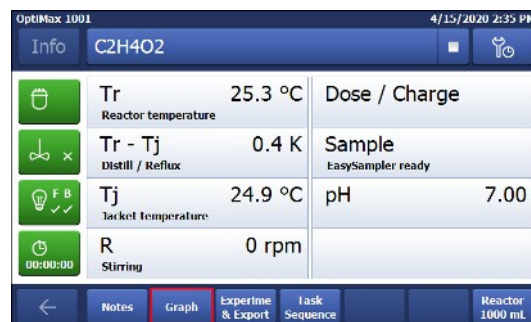 OptiMax 1001 4/15/2020 2:35 PM
Info C2H4O2
Tr 25.3 °C Dose / Charge
Reactor temperature
Tr - Tj 0.4 K Sample
Distill / Reflux EasySampler ready
F B
Tj 24.9 °C pH 7.00
Jacket temperature
R 0 rpm
00:00:00 Stirring
Notes Graph Experime & Export Task Sequence Reactor 1000 mL